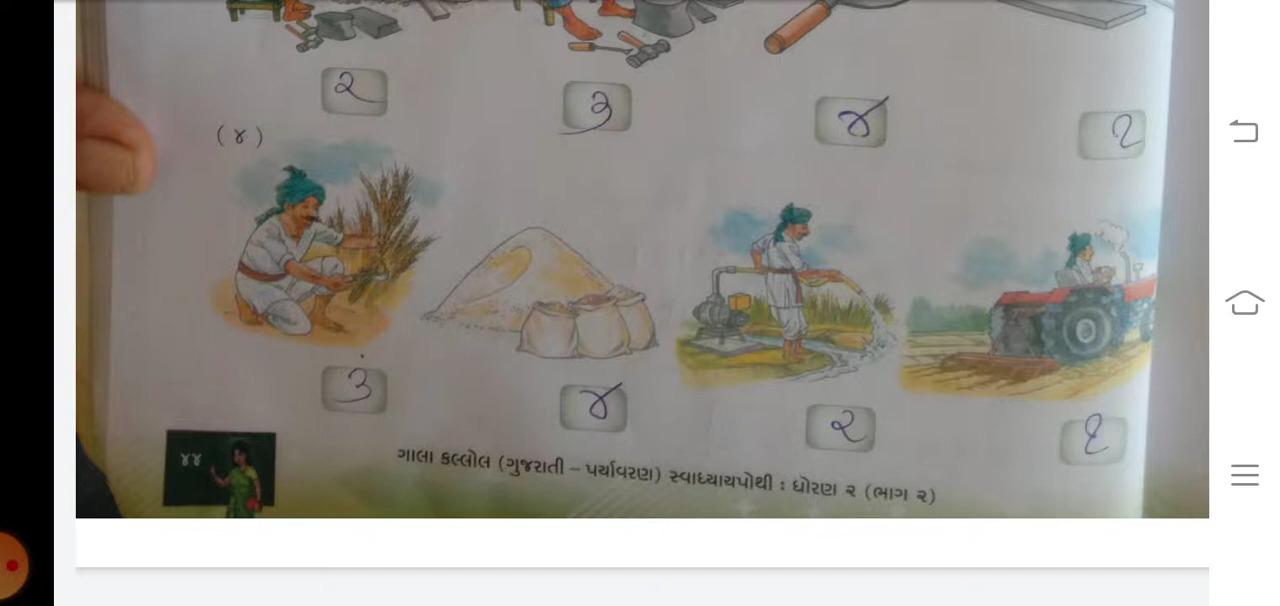 ૨ ૩ ૪ ૧
(૪)
૩ ૪ ૨ ૧
૪૪
ગાલા કલ્લોલ (ગુજરાતી – પર્યાવરણ) સ્વાધ્યાયપોથી : ધોરણ ૨ (ભાગ ૨)